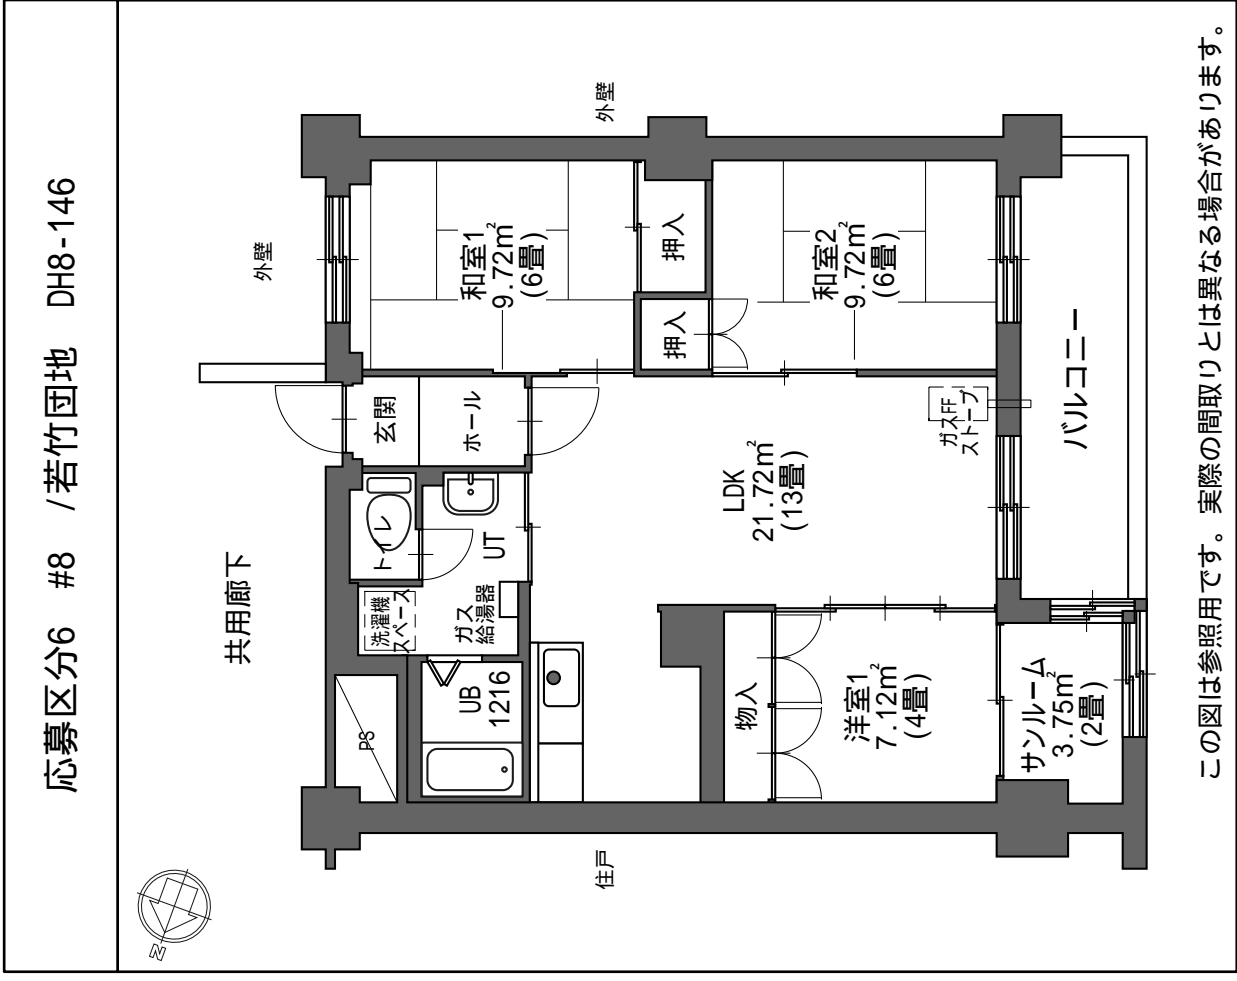 応募区分6 #8 /若竹団地 DH8-146
N
共用廊下
外壁
外壁
住戸
PS
洗濯機
スペース
トイレ
玄関
ホール
和室1
9.72m²
(6畳)
UB
1216
ガス
給湯器
UT
押入
押入
LDK
21.72m²
(13畳)
和室2
9.72m²
(6畳)
物入
洋室1
7.12m²
(4畳)
ガスFF
ストーブ
サンルーム
3.75m²
(2畳)
バルコニー
この図は参照用です。実際の間取りとは異なる場合があります。